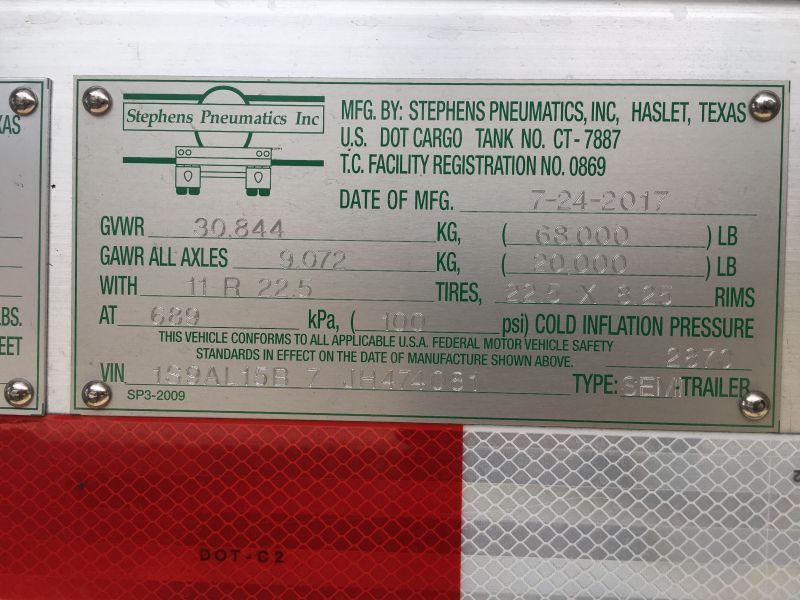 XAS
LBS.
EET
Stephens Pneumatics Inc
MFG. BY: STEPHENS PNEUMATICS, INC, HASLET, TEXAS
U.S. DOT CARGO TANK NO. CT-7887
T.C. FACILITY REGISTRATION NO. 0869
DATE OF MFG. 7-24-2017
GVWR 30,844 KG, ( 68,000 ) LB
GAWR ALL AXLES 9,072 KG, ( 20,000 ) LB
WITH 11 R 22.5 TIRES, 22.5 X 8.25 RIMS
AT 689 kPa, ( 100 psi) COLD INFLATION PRESSURE
THIS VEHICLE CONFORMS TO ALL APPLICABLE U.S.A. FEDERAL MOTOR VEHICLE SAFETY
STANDARDS IN EFFECT ON THE DATE OF MANUFACTURE SHOWN ABOVE. 2873
VIN 1S9AL15B 7 JH474081 TYPE: SEMI-TRAILER
SP3-2009
DOT-C2